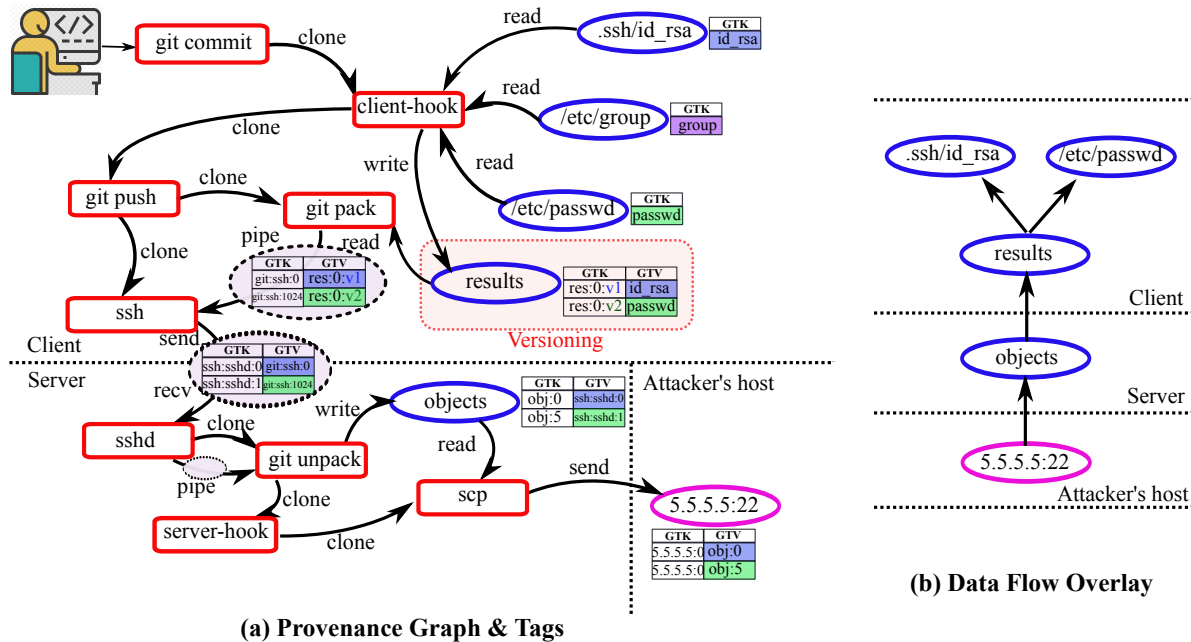 </>
git commit
clone
read
.ssh/id_rsa
GTK
id_rsa
client-hook
read
/etc/group
GTK
group
clone
write
read
/etc/passwd
GTK
passwd
git push
clone
git pack
clone
pipe
read
GTK GTV
git:ssh:0 res:0:v1
git:ssh:1024 res:0:v2
results
GTK GTV
res:0:v1 id_rsa
res:0:v2 passwd
Versioning
ssh
send
Client
Server
GTK GTV
ssh:sshd:0 git:ssh:0
ssh:sshd:1 git:ssh:1024
recv
sshd
clone
pipe
git unpack
write
objects
GTK GTV
obj:0 ssh:sshd:0
obj:5 ssh:sshd:1
Attacker's host
read
clone
server-hook
clone
scp
send
5.5.5.5:22
GTK GTV
5.5.5.5:0 obj:0
5.5.5.5:0 obj:5
(a) Provenance Graph & Tags
.ssh/id_rsa
/etc/passwd
results
Client
objects
Server
5.5.5.5:22
Attacker's host
(b) Data Flow Overlay